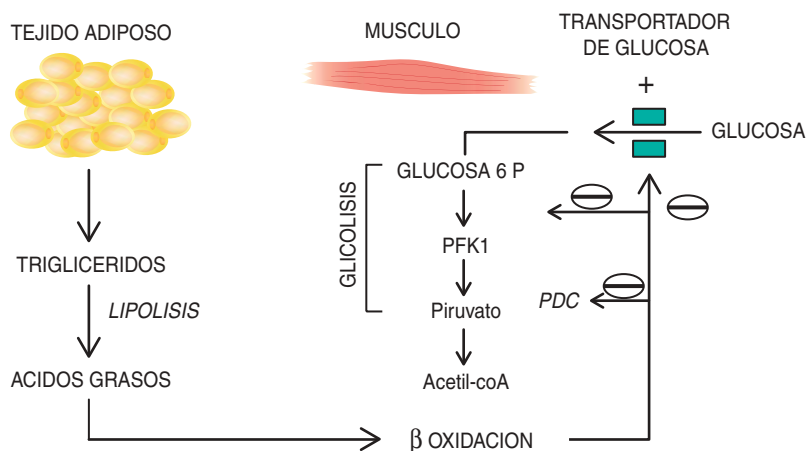 TEJIDO ADIPOSO
MUSCULO
TRANSPORTADOR
DE GLUCOSA
+
GLUCOSA
GLUCOSA 6 P
GLICOLISIS
PFK1
TRIGLICERIDOS
LIPOLISIS
PDC
Piruvato
ACIDOS GRASOS
Acetil-coA
β OXIDACION